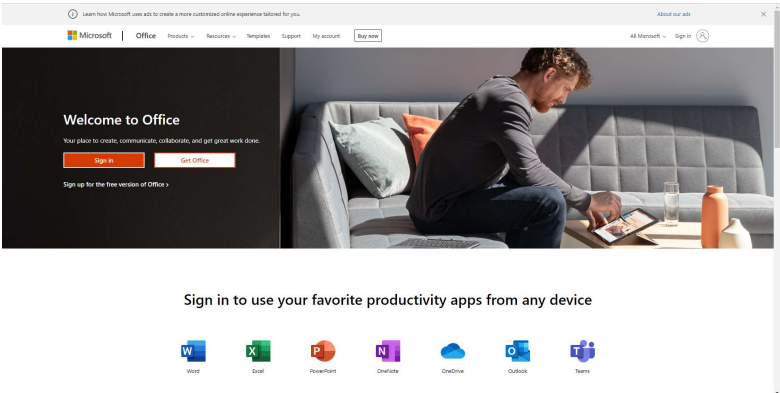 Learn how Microsoft uses ads to create a more customized online experience tailored for you.
About our ads
Microsoft Office Products Resources Templates Support My account Buy now All Microsoft Sign in
Welcome to Office
Your place to create, communicate, collaborate, and get great work done.
Sign in Get Office
Sign up for the free version of Office >
Sign in to use your favorite productivity apps from any device
Word Excel PowerPoint OneNote OneDrive Outlook Teams